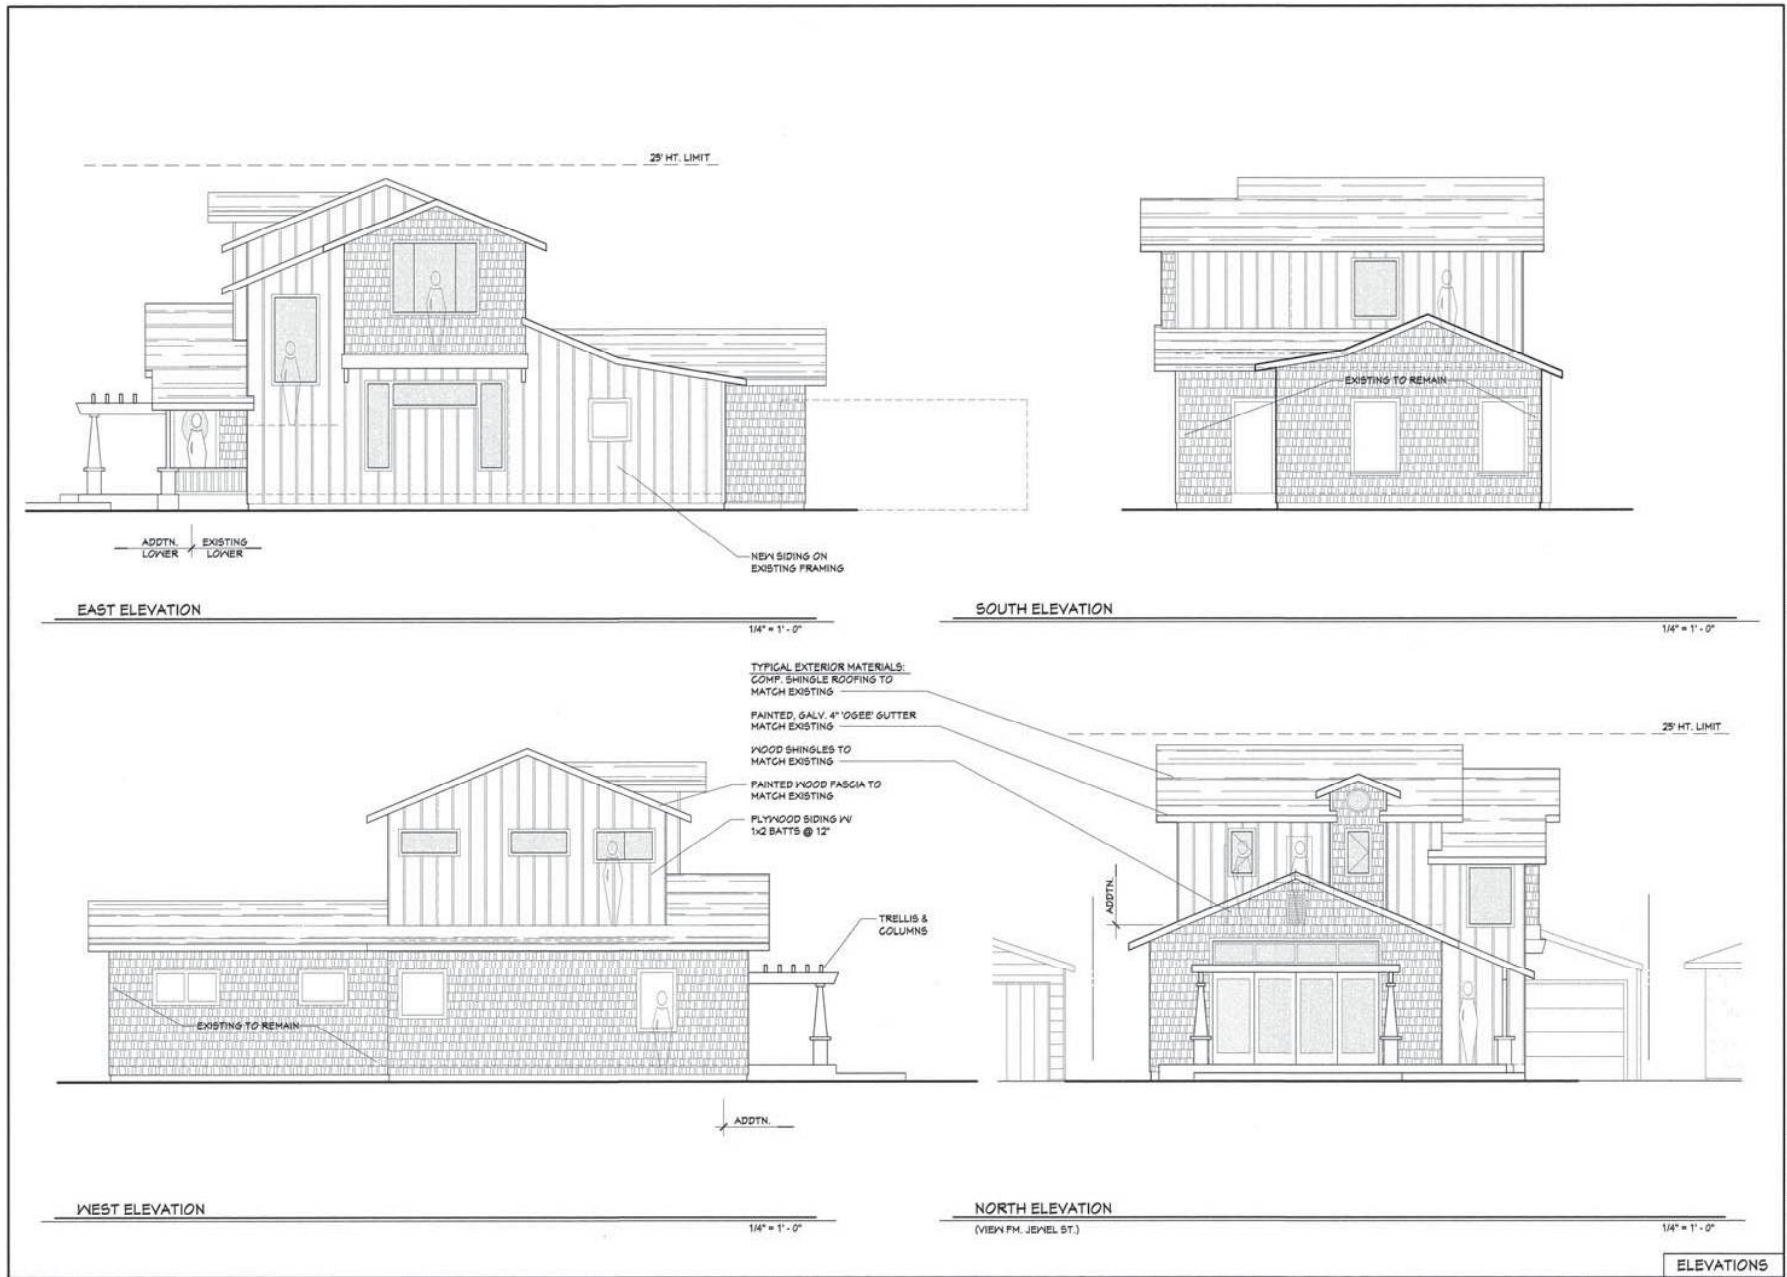 25' HT. LIMIT
ADDTN. LOWER
EXISTING LOWER
NEW SIDING ON
EXISTING FRAMING
EAST ELEVATION
1/4" = 1' - 0"
EXISTING TO REMAIN
SOUTH ELEVATION
1/4" = 1' - 0"
TYPICAL EXTERIOR MATERIALS:
COMP. SHINGLE ROOFING TO
MATCH EXISTING
PAINTED, GALV. 4" 'OGEE' GUTTER
MATCH EXISTING
WOOD SHINGLES TO
MATCH EXISTING
PAINTED WOOD FASCIA TO
MATCH EXISTING
PLYWOOD SIDING W/
1x2 BATTS @ 12"
TRELLIS &
COLUMNS
EXISTING TO REMAIN
ADDTN.
WEST ELEVATION
1/4" = 1' - 0"
25' HT. LIMIT
ADDTN.
NORTH ELEVATION
(VIEW FM. JEWEL ST.)
1/4" = 1' - 0"
ELEVATIONS